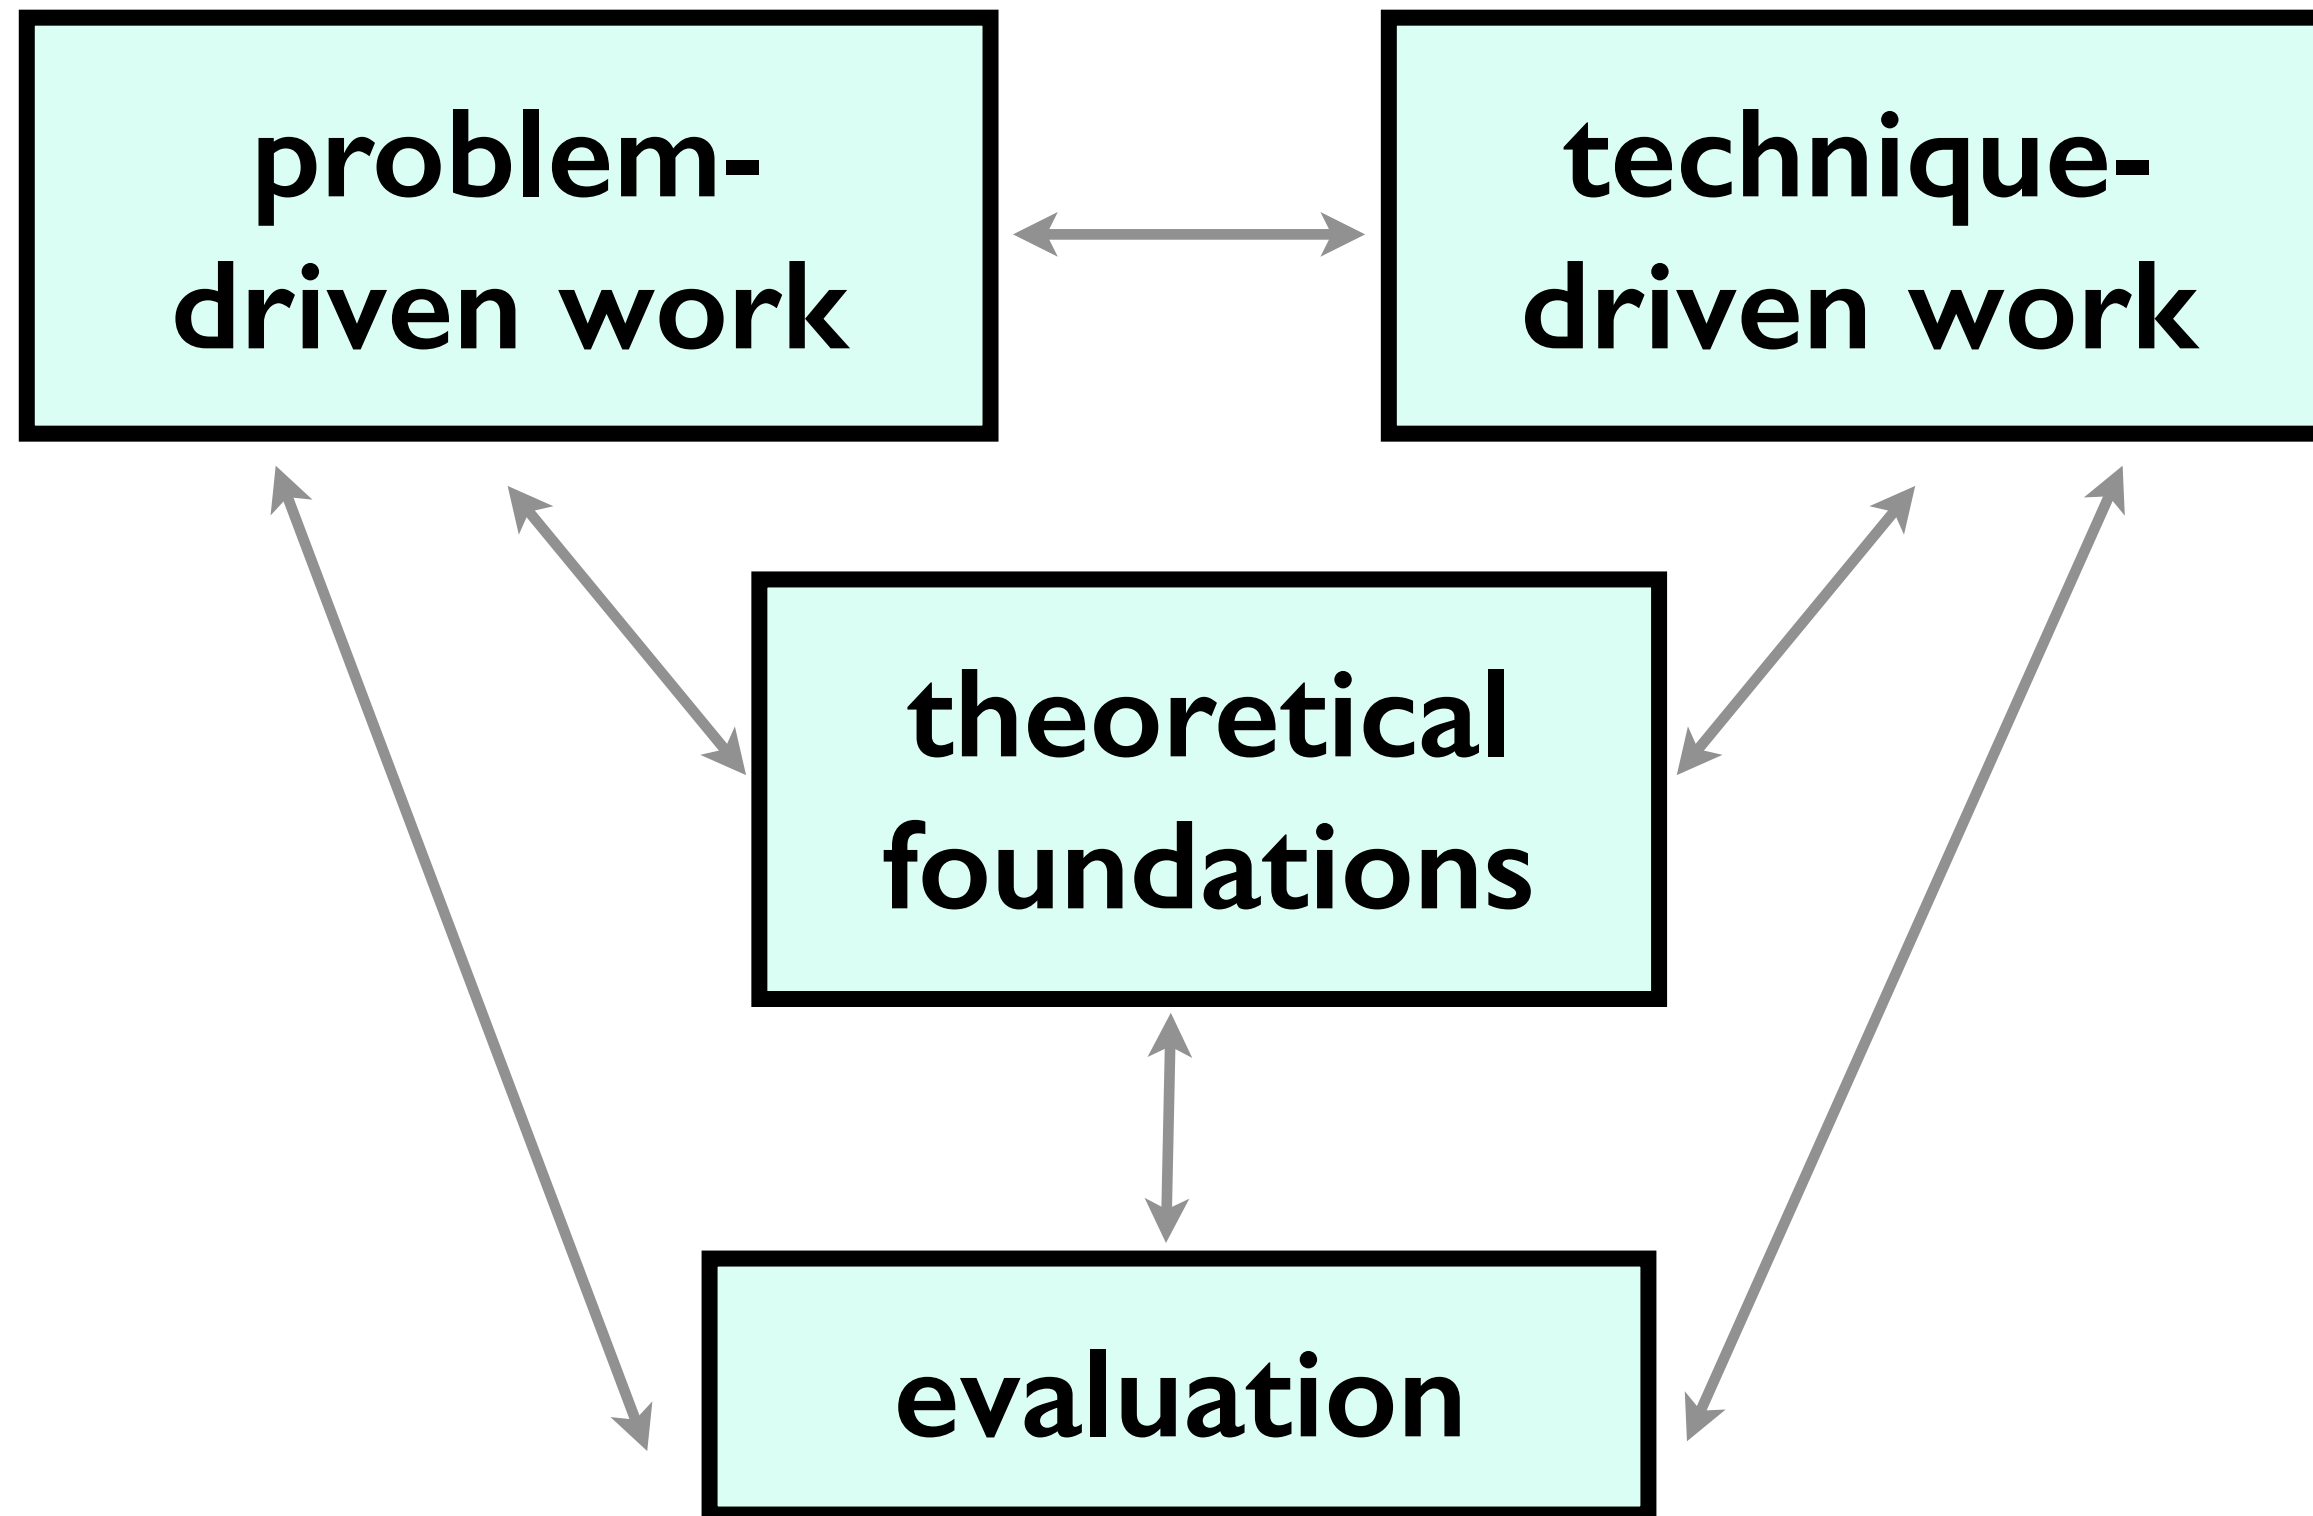 problem-
driven work
technique-
driven work
theoretical
foundations
evaluation